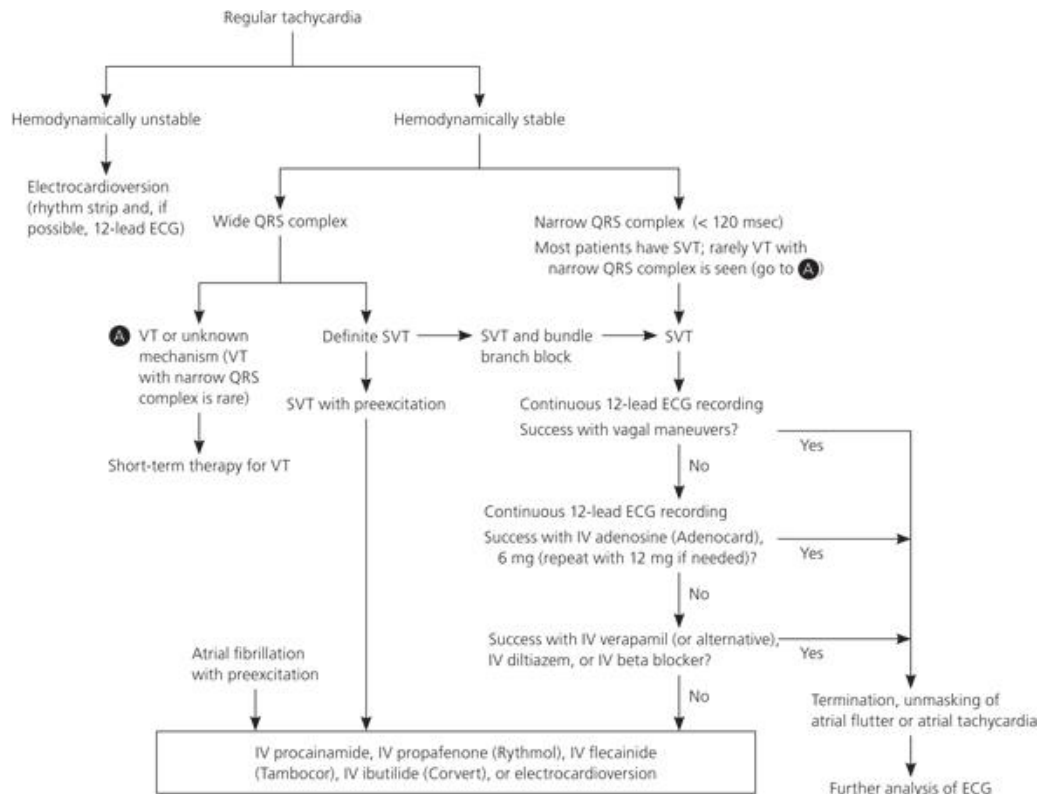 Regular tachycardia
Hemodynamically unstable
Hemodynamically stable
Electrocardioversion
(rhythm strip and, if
possible, 12-lead ECG)
Wide QRS complex
Narrow QRS complex (< 120 msec)
Most patients have SVT; rarely VT with
narrow QRS complex is seen (go to A)
A VT or unknown
mechanism (VT
with narrow QRS
complex is rare)
Definite SVT
SVT and bundle
branch block
SVT
SVT with preexcitation
Short-term therapy for VT
Continuous 12-lead ECG recording
Success with vagal maneuvers?
Yes
No
Continuous 12-lead ECG recording
Success with IV adenosine (Adenocard),
6 mg (repeat with 12 mg if needed)?
Yes
No
Success with IV verapamil (or alternative),
IV diltiazem, or IV beta blocker?
Yes
No
Atrial fibrillation
with preexcitation
Termination, unmasking of
atrial flutter or atrial tachycardia
IV procainamide, IV propafenone (Rythmol), IV flecainide
(Tambocor), IV ibutilide (Corvert), or electrocardioversion
Further analysis of ECG